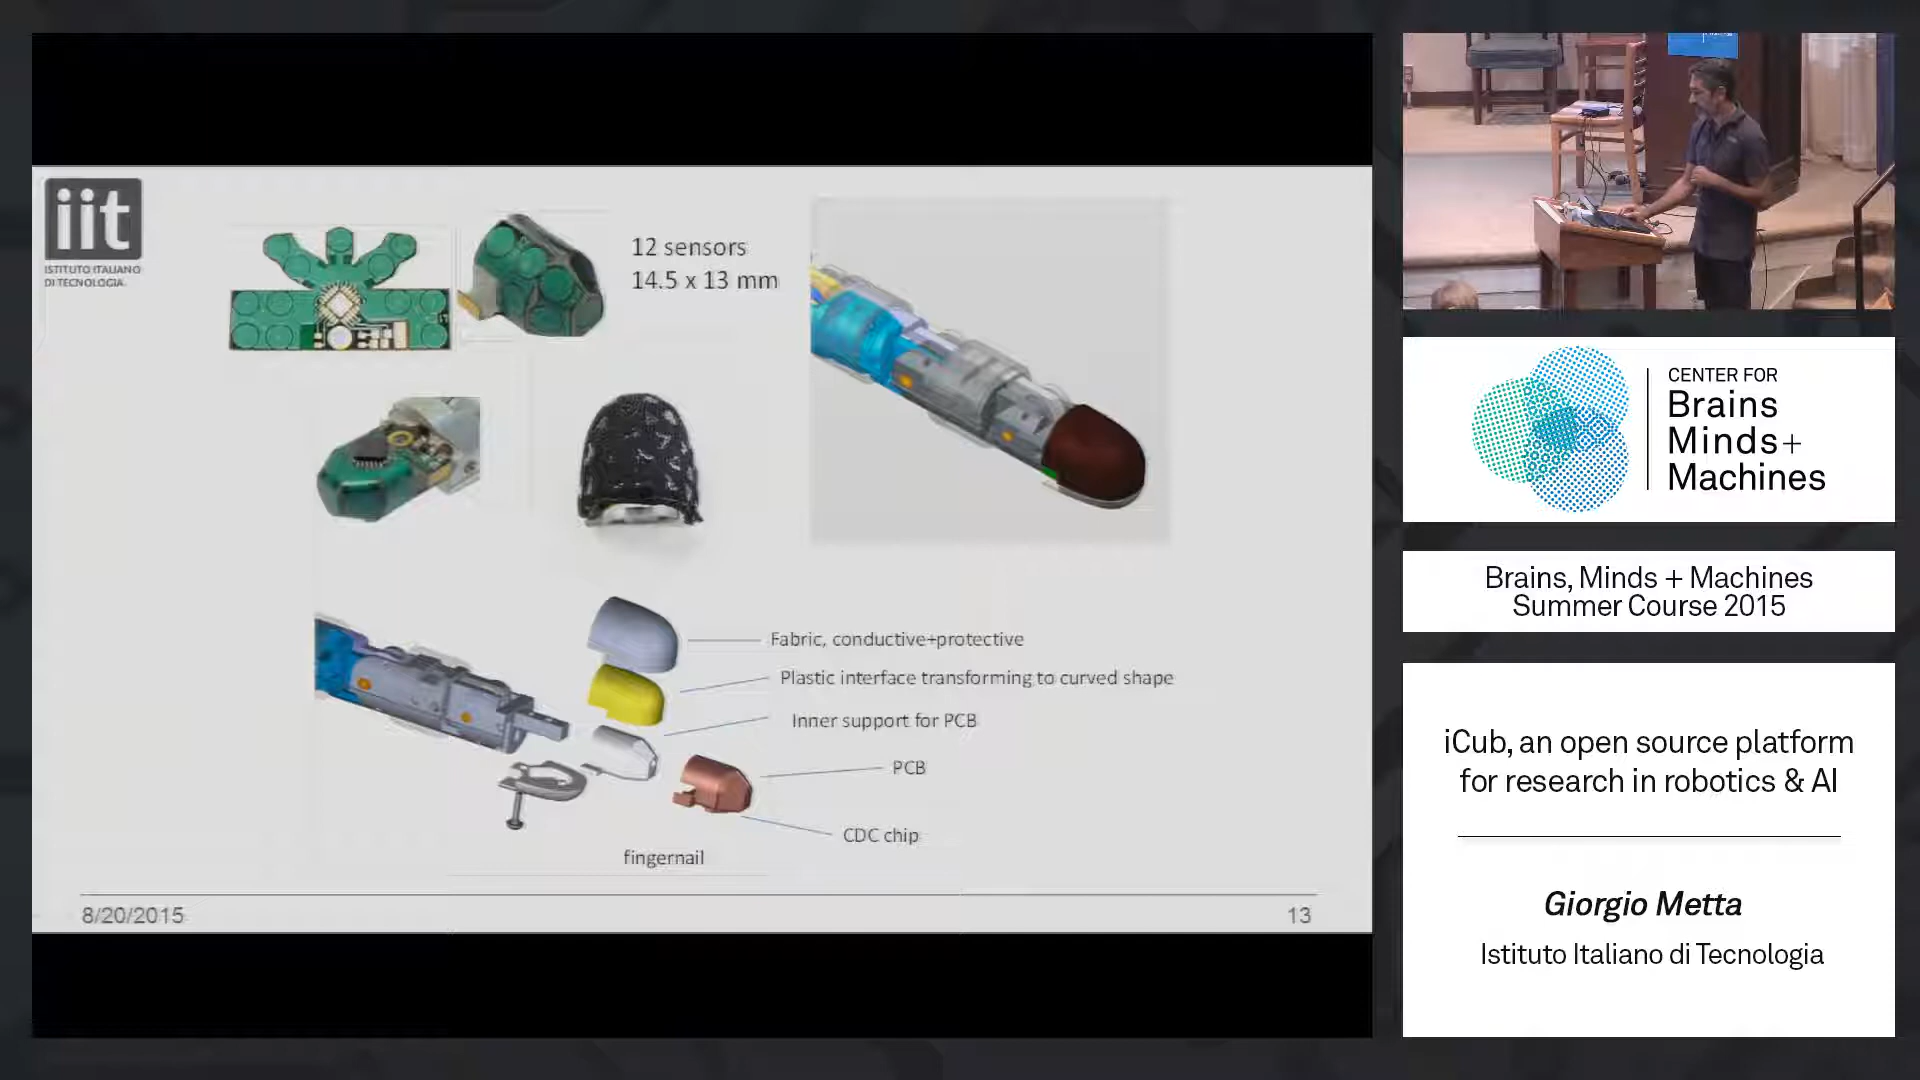 iit
ISTITUTO ITALIANO
DI TECNOLOGIA
12 sensors
14.5 x 13 mm
Fabric, conductive+protective
Plastic interface transforming to curved shape
Inner support for PCB
PCB
CDC chip
fingernail
8/20/2015
13
CENTER FOR
Brains
Minds+
Machines
Brains, Minds + Machines
Summer Course 2015
iCub, an open source platform
for research in robotics & AI
Giorgio Metta
Istituto Italiano di Tecnologia